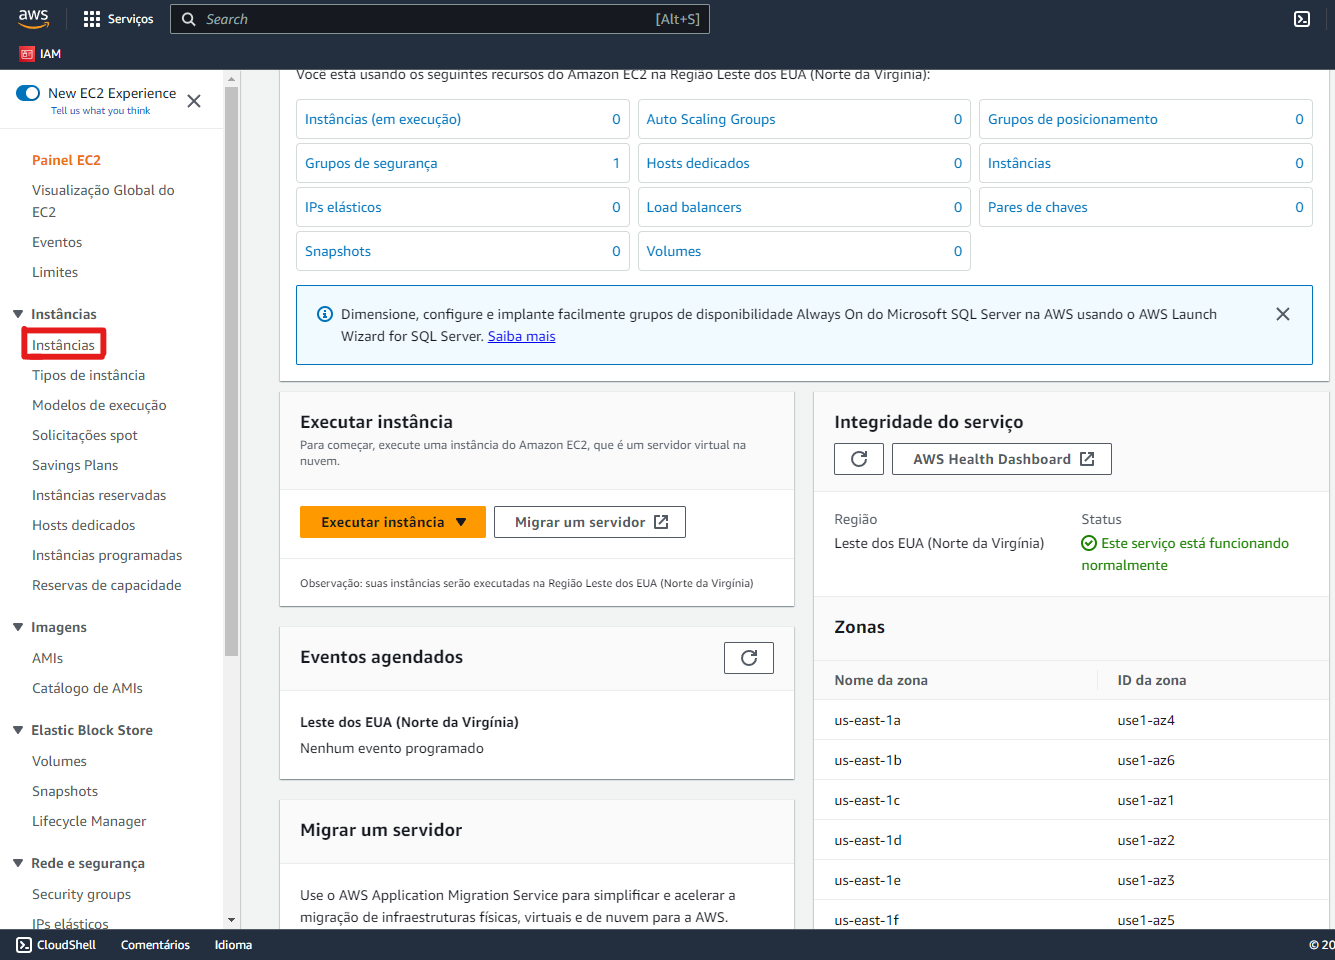 aws
Serviços
Search
[Alt+S]
IAM
New EC2 Experience
Tell us what you think
Painel EC2
Visualização Global do
EC2
Eventos
Limites
Instâncias
Instâncias
Tipos de instância
Modelos de execução
Solicitações spot
Savings Plans
Instâncias reservadas
Hosts dedicados
Instâncias programadas
Reservas de capacidade
Imagens
AMIs
Catálogo de AMIs
Elastic Block Store
Volumes
Snapshots
Lifecycle Manager
Rede e segurança
Security groups
IPs elásticos
Você está usando os seguintes recursos do Amazon EC2 na Região Leste dos EUA (Norte da Virgínia):
Instâncias (em execução) 0
Auto Scaling Groups 0
Grupos de posicionamento 0
Grupos de segurança 1
Hosts dedicados 0
Instâncias 0
IPs elásticos 0
Load balancers 0
Pares de chaves 0
Snapshots 0
Volumes 0
Dimensione, configure e implante facilmente grupos de disponibilidade Always On do Microsoft SQL Server na AWS usando o AWS Launch
Wizard for SQL Server. Saiba mais
Executar instância
Para começar, execute uma instância do Amazon EC2, que é um servidor virtual na
nuvem.
Executar instância
Migrar um servidor
Observação: suas instâncias serão executadas na Região Leste dos EUA (Norte da Virgínia)
Eventos agendados
Leste dos EUA (Norte da Virgínia)
Nenhum evento programado
Migrar um servidor
Use o AWS Application Migration Service para simplificar e acelerar a
migração de infraestruturas físicas, virtuais e de nuvem para a AWS.
Integridade do serviço
AWS Health Dashboard
Região
Leste dos EUA (Norte da Virgínia)
Status
Este serviço está funcionando
normalmente
Zonas
Nome da zona ID da zona
us-east-1a use1-az4
us-east-1b use1-az6
us-east-1c use1-az1
us-east-1d use1-az2
us-east-1e use1-az3
us-east-1f use1-az5
CloudShell
Comentários
Idioma
© 20